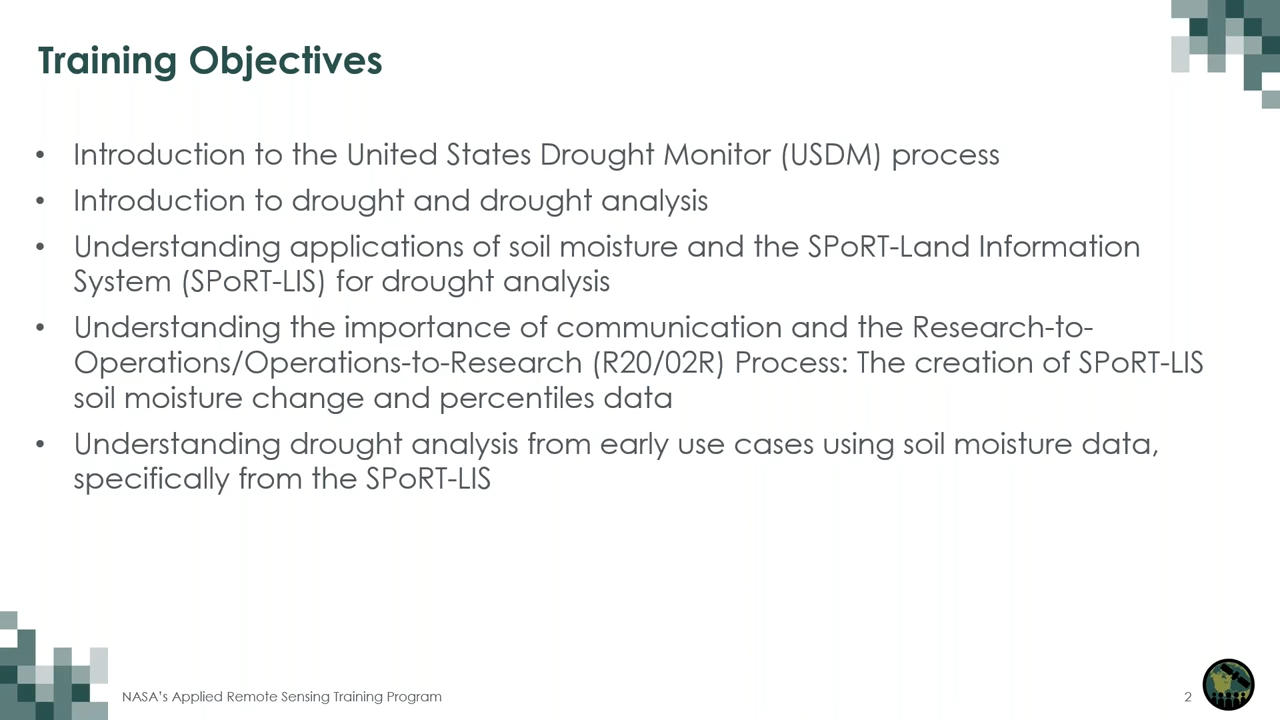 Training Objectives
• Introduction to the United States Drought Monitor (USDM) process
• Introduction to drought and drought analysis
• Understanding applications of soil moisture and the SPoRT-Land Information
System (SPoRT-LIS) for drought analysis
• Understanding the importance of communication and the Research-to-
Operations/Operations-to-Research (R20/02R) Process: The creation of SPoRT-LIS
soil moisture change and percentiles data
• Understanding drought analysis from early use cases using soil moisture data,
specifically from the SPoRT-LIS
NASA's Applied Remote Sensing Training Program
2